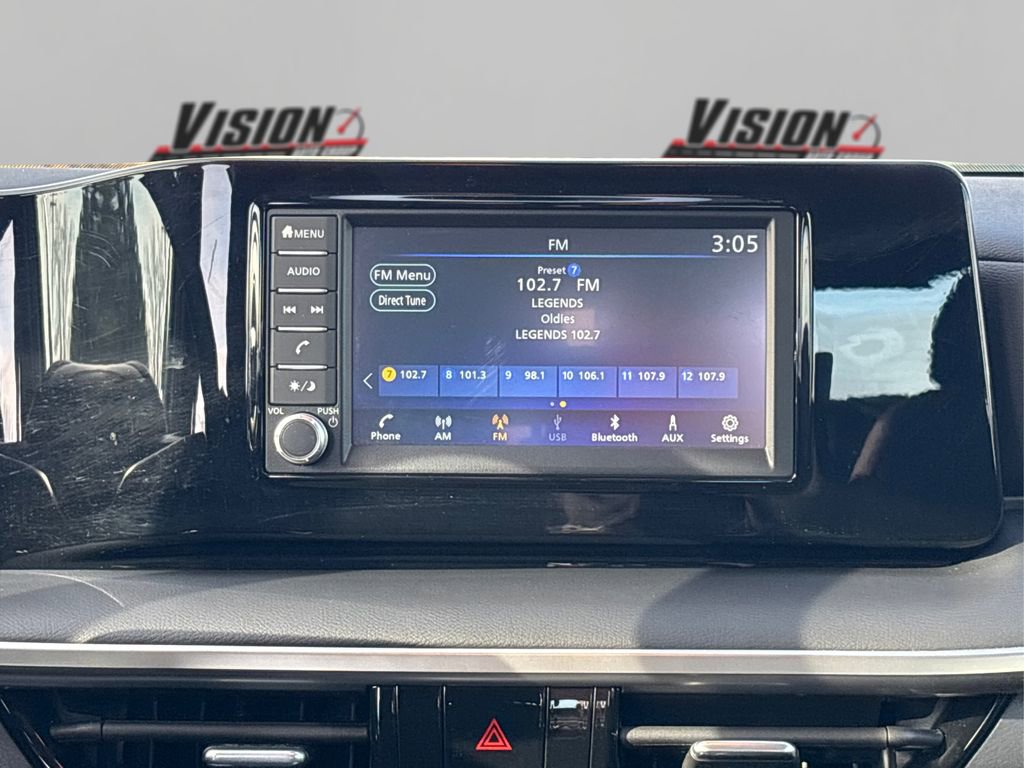 VISION
VISION
MENU
AUDIO
VOL
PUSH
FM
3:05
FM Menu
Direct Tune
Preset 7
102.7 FM
LEGENDS
Oldies
LEGENDS 102.7
7 102.7 8 101.3 9 98.1 10 106.1 11 107.9 12 107.9
Phone AM FM USB Bluetooth AUX Settings